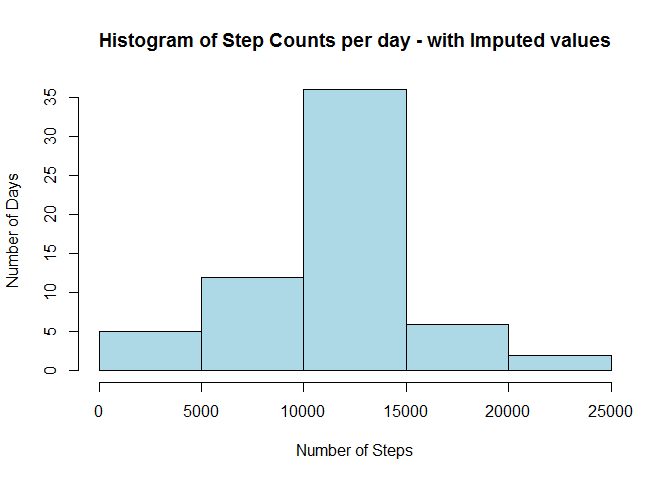 Histogram of Step Counts per day - with Imputed values
Number of Days
35
30
25
20
15
10
5
0
0 5000 10000 15000 20000 25000
Number of Steps